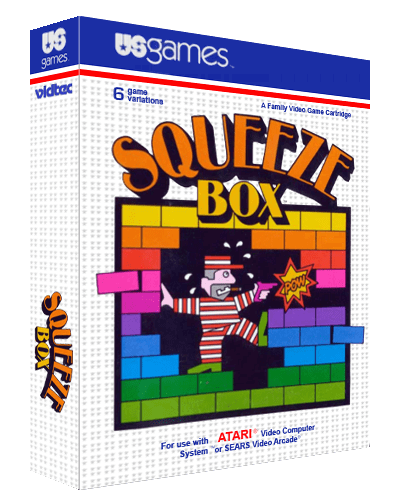 US
games
vidtec
SQUEEZE
BOX
USgames™
6 game
variations
A Family Video Game Cartridge
SQUEEZE
BOX
POW
For use with ATARI® Video Computer
System™ or SEARS Video Arcade™